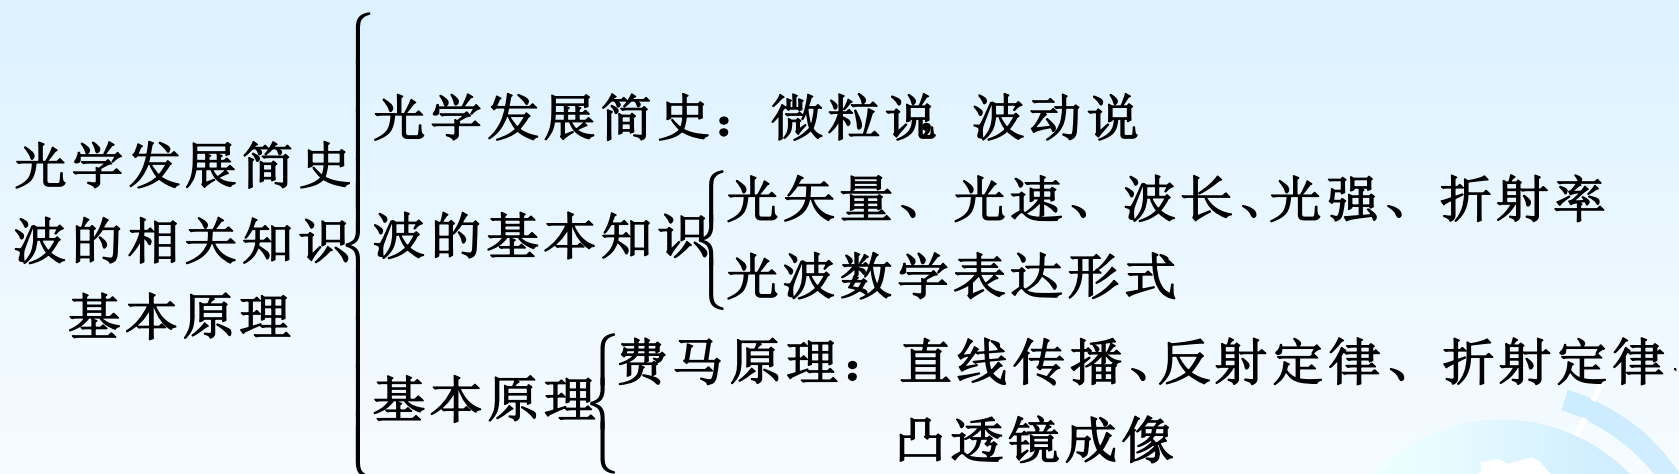 光学发展简史
波的相关知识
基本原理
光学发展简史：微粒说、波动说
波的基本知识
光矢量、光速、波长、光强、折射率
光波数学表达形式
基本原理
费马原理：直线传播、反射定律、折射定律、
凸透镜成像